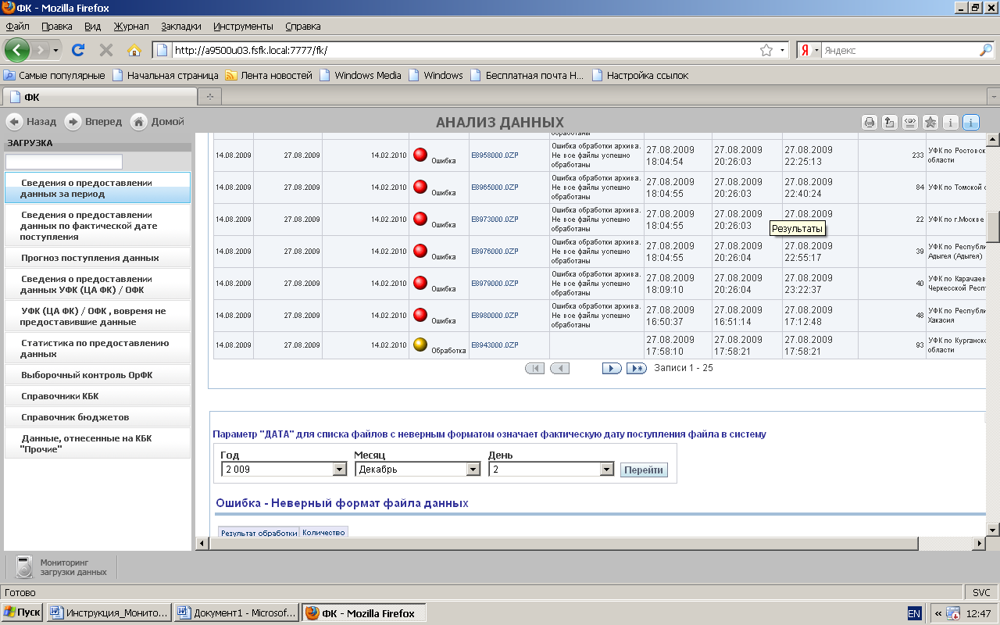 ФК - Mozilla Firefox
Файл Правка Вид Журнал Закладки Инструменты Справка
http://a9500u03.fsfk.local:7777/fk/
Я Яндекс
Самые популярные Начальная страница Лента новостей Windows Media Windows Бесплатная почта H... Настройка ссылок
ФК
Назад Вперед Домой
АНАЛИЗ ДАННЫХ
ЗАГРУЗКА
Сведения о предоставлении
данных за период
Сведения о предоставлении
данных по фактической дате
поступления
Прогноз поступления данных
Сведения о предоставлении
данных УФК (ЦА ФК) / ОФК
УФК (ЦА ФК) / ОФК , вовремя не
предоставившие данные
Статистика по предоставлению
данных
Выборочный контроль ОрФК
Справочники КБК
Справочник бюджетов
Данные, отнесенные на КБК
"Прочие"
обработаны
14.08.2009 27.08.2009 14.02.2010 Ошибка E8958000.0ZP Ошибка обработки архива. Не все файлы успешно обработаны 27.08.2009 18:04:54 27.08.2009 20:26:03 27.08.2009 22:25:13 233 УФК по Ростовск области
14.08.2009 27.08.2009 14.02.2010 Ошибка E8965000.0ZP Ошибка обработки архива. Не все файлы успешно обработаны 27.08.2009 18:04:55 27.08.2009 20:26:03 27.08.2009 22:40:24 84 УФК по Томской о
14.08.2009 27.08.2009 14.02.2010 Ошибка E8973000.0ZP Ошибка обработки архива. Не все файлы успешно обработаны 27.08.2009 18:04:55 27.08.2009 20:26:03 27.08.2009 22 УФК по г.Москве
Результаты
14.08.2009 27.08.2009 14.02.2010 Ошибка E8976000.0ZP Ошибка обработки архива. Не все файлы успешно обработаны 27.08.2009 18:04:55 27.08.2009 20:26:04 27.08.2009 22:55:17 39 УФК по Республи Адыгея (Адыгея)
14.08.2009 27.08.2009 14.02.2010 Ошибка E8979000.0ZP Ошибка обработки архива. Не все файлы успешно обработаны 27.08.2009 18:09:10 27.08.2009 20:26:04 27.08.2009 23:22:37 40 УФК по Карачаев Черкесской Респ
14.08.2009 27.08.2009 14.02.2010 Ошибка E8980000.0ZP Ошибка обработки архива. Не все файлы успешно обработаны 27.08.2009 16:50:37 27.08.2009 16:51:14 27.08.2009 17:12:48 48 УФК по Республи Хакасия
14.08.2009 27.08.2009 14.02.2010 Обработка E8943000.0ZP 27.08.2009 17:58:10 27.08.2009 17:58:21 27.08.2009 17:58:21 93 УФК по Курганско области
Записи 1 - 25
Параметр "ДАТА" для списка файлов с неверным форматом означает фактическую дату поступления файла в систему
Год Месяц День
2 009 Декабрь 2 Перейти
Ошибка - Неверный формат файла данных
Результат обработки Количество
Мониторинг
загрузки данных
Готово SVC
Пуск Инструкция_Монито... Документ1 - Microsof... ФК - Mozilla Firefox EN « 12:47